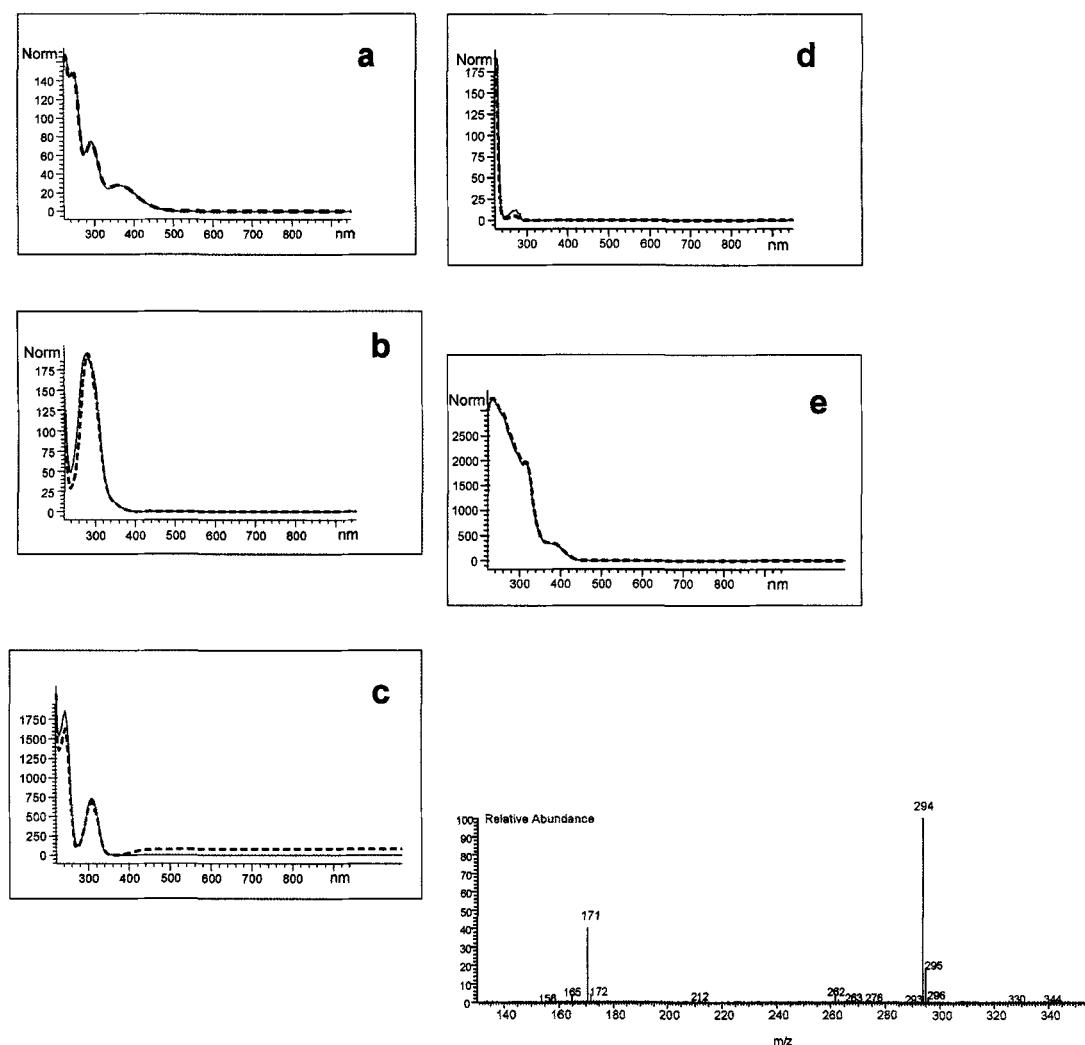 a
Norm
140
120
100
80
60
40
20
0
300 400 500 600 700 800 nm
d
Norm
175
150
125
100
75
50
25
0
300 400 500 600 700 800 nm
b
Norm
175
150
125
100
75
50
25
0
300 400 500 600 700 800 nm
e
Norm
2500
2000
1500
1000
500
0
300 400 500 600 700 800 nm
c
1750
1500
1250
1000
750
500
250
0
300 400 500 600 700 800 nm
Relative Abundance
100
90
80
70
60
50
40
30
20
10
0
294
171
295
156 165 172 212 262 263 276 293 296 330 344
140 160 180 200 220 240 260 280 300 320 340
m/z